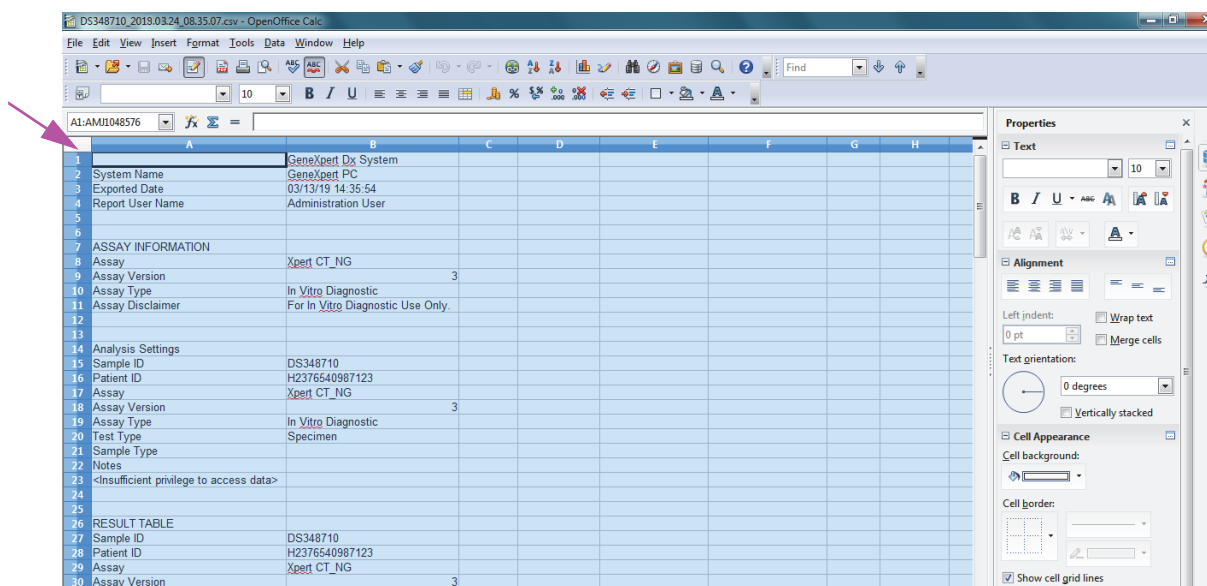 DS348710_2019.03.24_08.35.07.csv - OpenOffice Calc
File Edit View Insert Format Tools Data Window Help
Find
10 B I U
A1:AMJ1048576
A B C D E F G H
1 GeneXpert Dx System
2 System Name GeneXpert PC
3 Exported Date 03/13/19 14:35:54
4 Report User Name Administration User
5
6
7 ASSAY INFORMATION
8 Assay Xpert CT_NG
9 Assay Version 3
10 Assay Type In Vitro Diagnostic
11 Assay Disclaimer For In Vitro Diagnostic Use Only.
12
13
14 Analysis Settings
15 Sample ID DS348710
16 Patient ID H2376540987123
17 Assay Xpert CT_NG
18 Assay Version 3
19 Assay Type In Vitro Diagnostic
20 Test Type Specimen
21 Sample Type
22 Notes
23 <Insufficient privilege to access data>
24
25
26 RESULT TABLE
27 Sample ID DS348710
28 Patient ID H2376540987123
29 Assay Xpert CT_NG
30 Assay Version 3
Properties
Text
10
B I U ABC
Alignment
Left indent:
0 pt
Wrap text
Merge cells
Text orientation:
0 degrees
Vertically stacked
Cell Appearance
Cell background:
Cell border:
Show cell grid lines